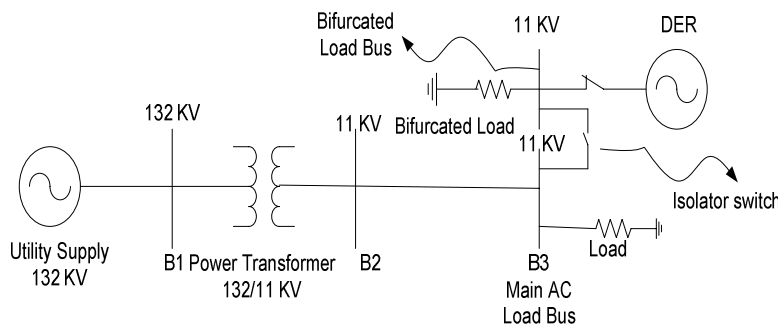 Bifurcated
Load Bus
11 KV
DER
132 KV
11 KV
Bifurcated Load
11 KV
Isolator switch
Utility Supply
132 KV
B1
Power Transformer
132/11 KV
B2
B3
Load
Main AC
Load Bus